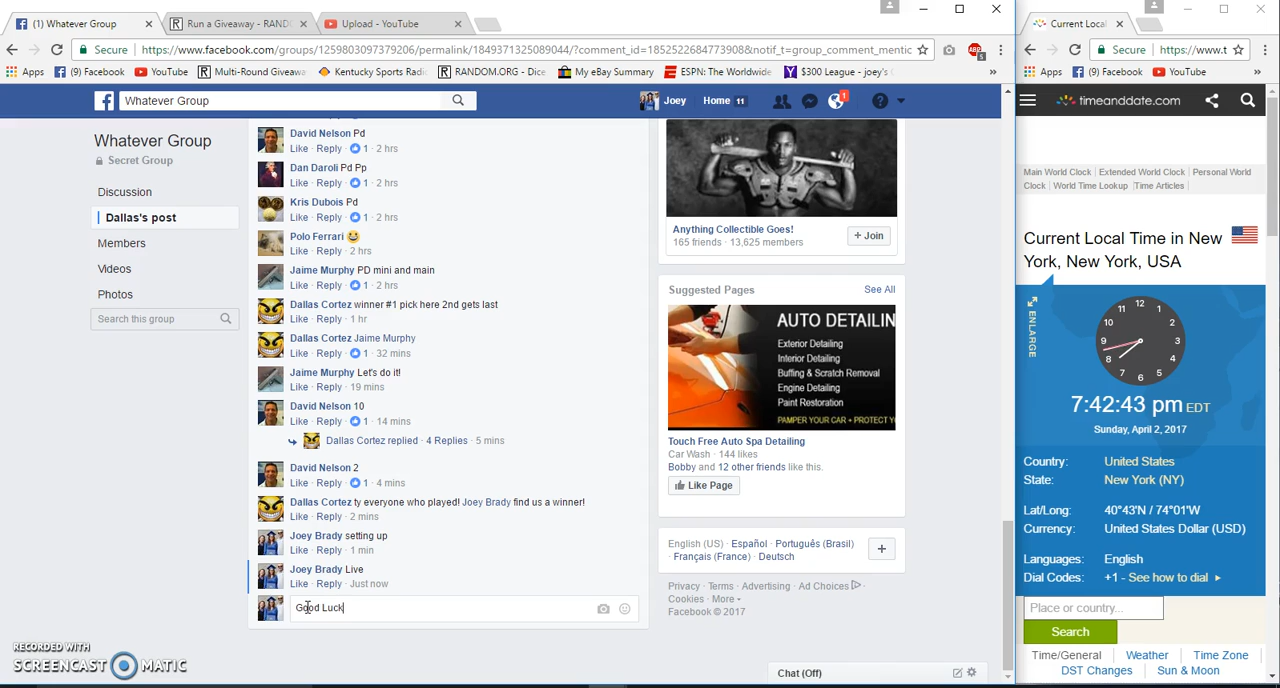 (1) Whatever Group
Run a Giveaway - RANDO
Upload - YouTube
Secure
https://www.facebook.com/groups/1259803097379206/permalink/1849371325089044/?comment_id=1852522684773908&notif_t=group_comment_mentic
Apps (9) Facebook YouTube Multi-Round Giveawa Kentucky Sports Radi RANDOM.ORG - Dice My eBay Summary ESPN: The Worldwide $300 League - joey's
Whatever Group
Joey Home 11
1
Whatever Group
Secret Group
Discussion
Dallas's post
Members
Videos
Photos
Search this group
David Nelson Pd
Like · Reply · 1 · 2 hrs
Dan Daroli Pd Pp
Like · Reply · 1 · 2 hrs
Kris Dubois Pd
Like · Reply · 1 · 2 hrs
Polo Ferrari
Like · Reply · 2 hrs
Jaime Murphy PD mini and main
Like · Reply · 1 · 2 hrs
Dallas Cortez winner #1 pick here 2nd gets last
Like · Reply · 1 hr
Dallas Cortez Jaime Murphy
Like · Reply · 1 · 32 mins
Jaime Murphy Let's do it!
Like · Reply · 19 mins
David Nelson 10
Like · Reply · 1 · 14 mins
Dallas Cortez replied · 4 Replies · 5 mins
David Nelson 2
Like · Reply · 1 · 4 mins
Dallas Cortez ty everyone who played! Joey Brady find us a winner!
Like · Reply · 2 mins
Joey Brady setting up
Like · Reply · 1 min
Joey Brady Live
Like · Reply · Just now
Good Luck
Anything Collectible Goes!
165 friends · 13,625 members
+ Join
Suggested Pages
See All
AUTO DETAILIN
Exterior Detailing
Interior Detailing
Buffing & Scratch Removal
Engine Detailing
Paint Restoration
PAMPER YOUR CAR + PROTECT Y
Touch Free Auto Spa Detailing
Car Wash · 144 likes
Bobby and 12 other friends like this.
Like Page
English (US) · Español · Português (Brasil) · Français (France) · Deutsch
+
Privacy · Terms · Advertising · Ad Choices · Cookies · More
Facebook © 2017
Chat (Off)
RECORDED WITH
SCREENCAST MATIC
Current Local
Secure
https://www.t
Apps (9) Facebook YouTube
timeanddate.com
Main World Clock Extended World Clock Personal World Clock World Time Lookup Time Articles
Current Local Time in New
York, New York, USA
ENLARGE
12 1 2 3 4 5 6 7 8 9 10 11
7:42:43 pm EDT
Sunday, April 2, 2017
Country: United States
State: New York (NY)
Lat/Long: 40°43'N / 74°01'W
Currency: United States Dollar (USD)
Languages: English
Dial Codes: +1 - See how to dial
Place or country...
Search
Time/General Weather Time Zone
DST Changes Sun & Moon